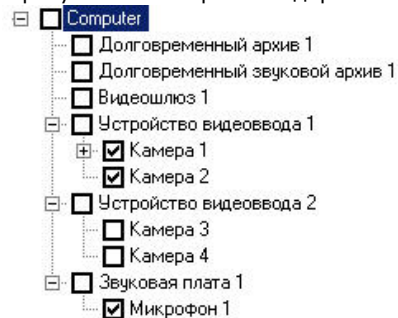 Computer
Долговременный архив 1
Долговременный звуковой архив 1
Видеошлюз 1
Устройство видеоввода 1
Камера 1
Камера 2
Устройство видеоввода 2
Камера 3
Камера 4
Звуковая плата 1
Микрофон 1